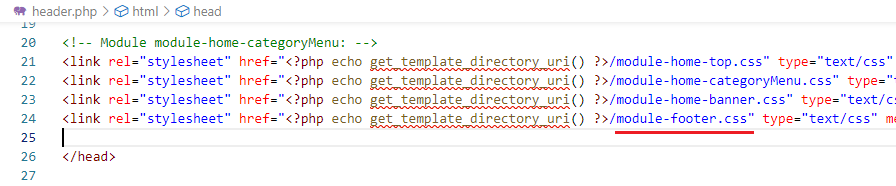 header.php > html > head
19
20 <!-- Module module-home-categoryMenu: -->
21 <link rel="stylesheet" href="<?php echo get_template_directory_uri() ?>/module-home-top.css" type="text/css"
22 <link rel="stylesheet" href="<?php echo get_template_directory_uri() ?>/module-home-categoryMenu.css" type="
23 <link rel="stylesheet" href="<?php echo get_template_directory_uri() ?>/module-home-banner.css" type="text/c
24 <link rel="stylesheet" href="<?php echo get_template_directory_uri() ?>/module-footer.css" type="text/css" me
25
26 </head>
27